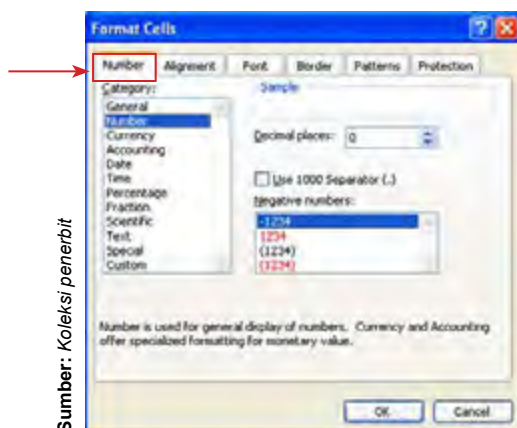 Format Cells
Number Alignment Font Border Patterns Protection
Category:
General
Number
Currency
Accounting
Date
Time
Percentage
Fraction
Scientific
Text
Special
Custom
Sample
Decimal places: 0
Use 1000 Separator (.)
Negative numbers:
-1234
1234
(1234)
(1234)
Number is used for general display of numbers. Currency and Accounting
offer specialized formatting for monetary value.
OK Cancel
Sumber: Koleksi penerbit